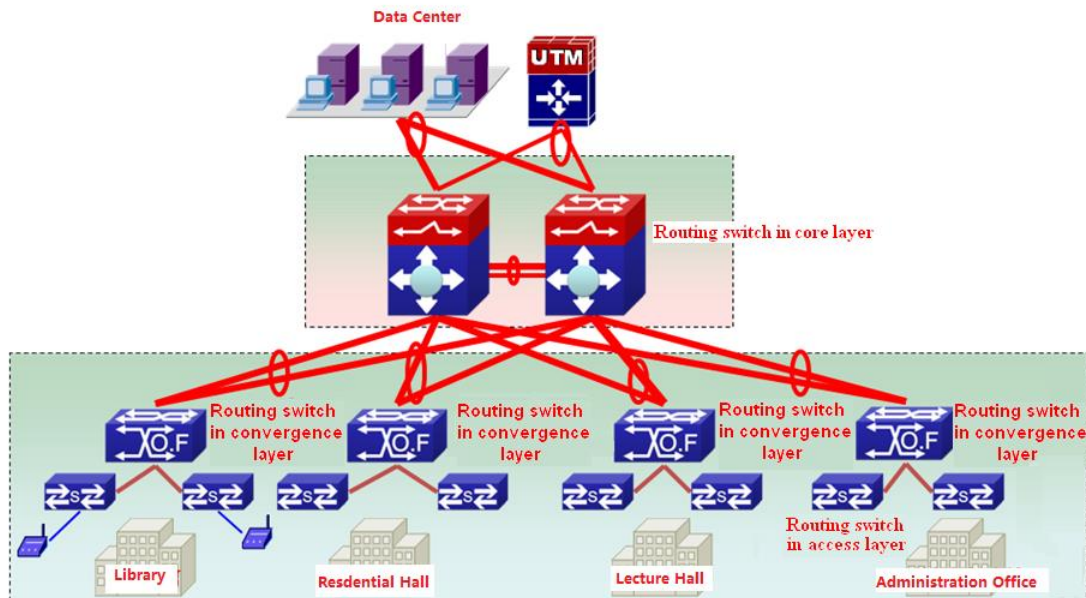 Data Center
UTM
Routing switch in core layer
Routing switch
in convergence
layer
Routing switch
in convergence
layer
Routing switch
in convergence
layer
Routing switch
in convergence
layer
O.F
O.F
O.F
O.F
S
S
S
S
S
S
S
S
Routing switch
in access layer
Library
Resdential Hall
Lecture Hall
Administration Office